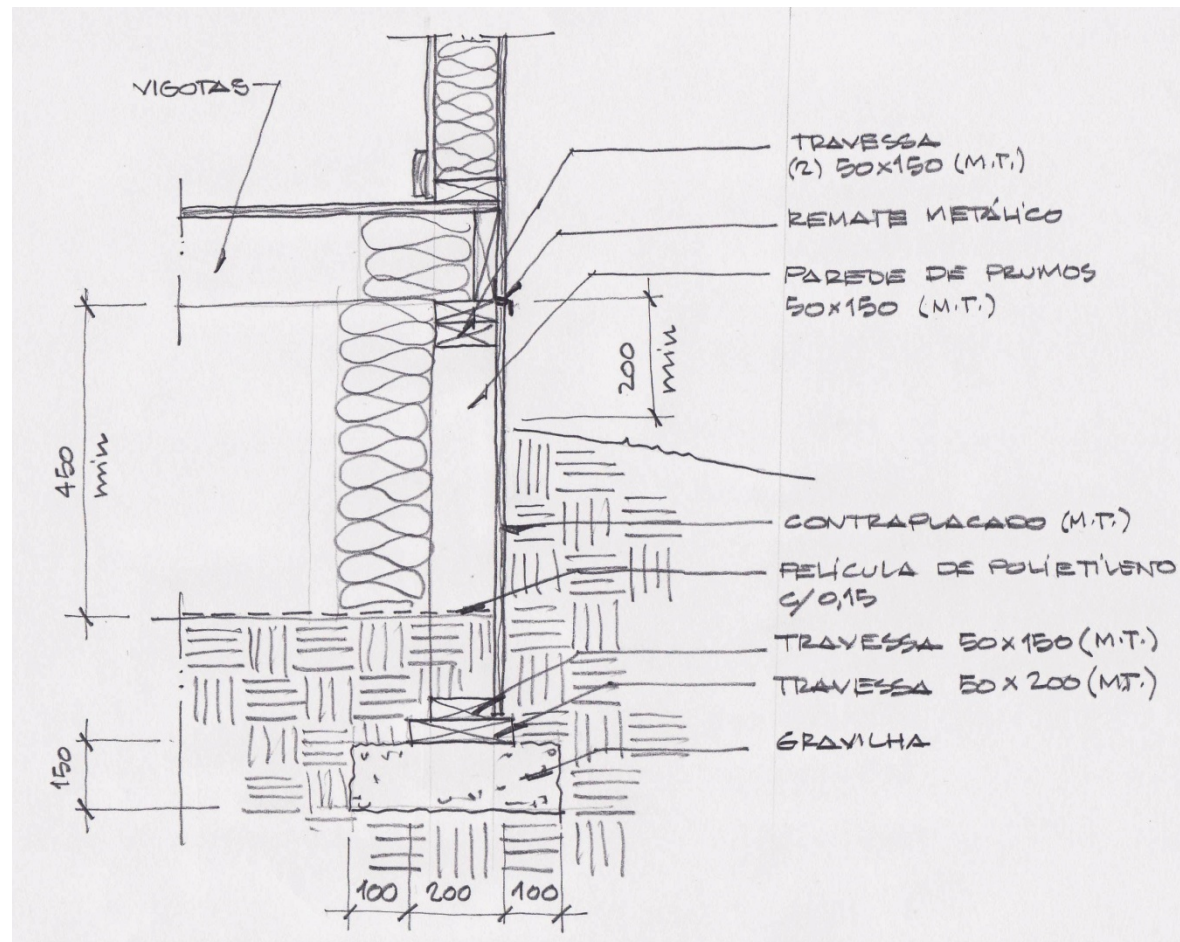 VIGOTAS
TRAVESSA
(2) 50x150 (M.T.)
REMATE METÁLICO
PAREDE DE PRUMOS
50x150 (M.T.)
200
min
450
min
CONTRAPLACADO (M.T.)
PELÍCULA DE POLIETILENO
c/ 0,15
TRAVESSA 50x150 (M.T.)
TRAVESSA 50x200 (M.T.)
GRAVILHA
150
100
200
100